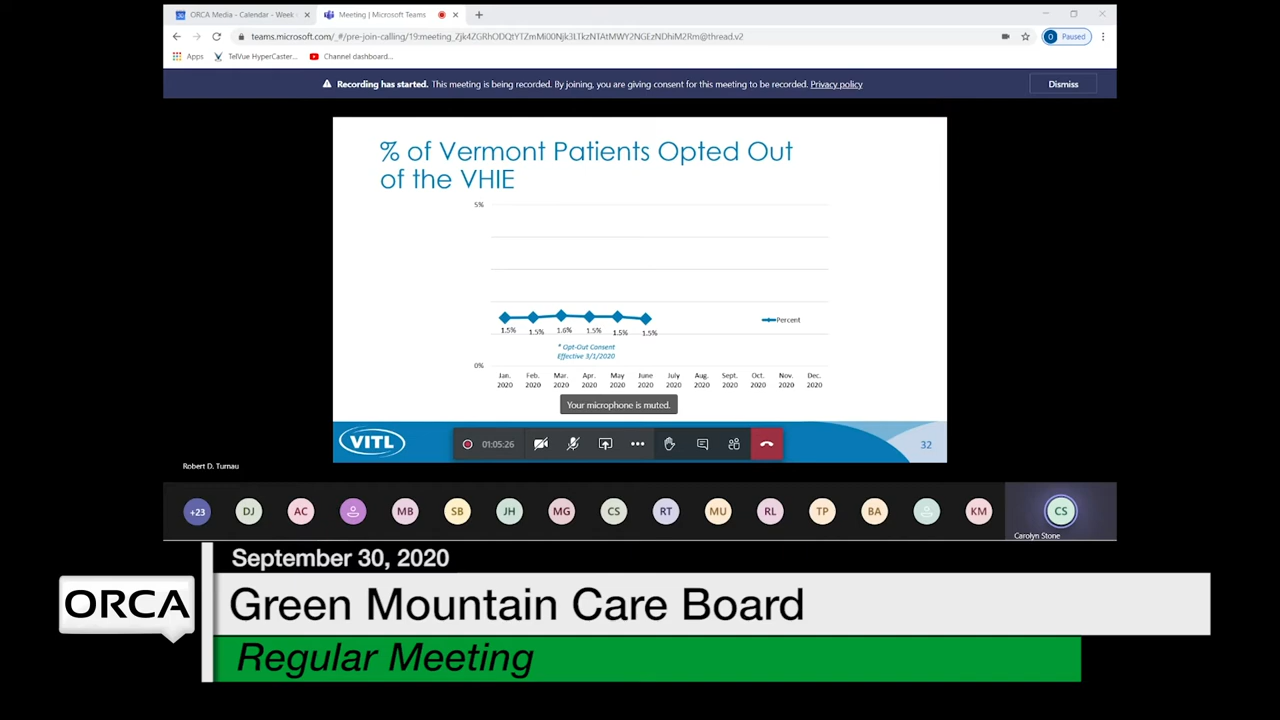 ORCA Media - Calendar - Week
Meeting | Microsoft Teams
teams.microsoft.com/_#/pre-join-calling/19:meeting_Zjk4ZGRhODQtYTZmMi00Njk3LTkzNTAtMWY2NGEzNDhiM2Rm@thread.v2
O Paused
Apps TelVue HyperCaster... Channel dashboard...
Recording has started. This meeting is being recorded. By joining, you are giving consent for this meeting to be recorded. Privacy policy
Dismiss
% of Vermont Patients Opted Out
of the VHIE
5%
1.5% 1.5% 1.6% 1.5% 1.5% 1.5%
Percent
* Opt-Out Consent
Effective 3/1/2020
0%
Jan. Feb. Mar. Apr. May June July Aug. Sept. Oct. Nov. Dec.
2020 2020 2020 2020 2020 2020 2020 2020 2020 2020 2020 2020
Your microphone is muted.
VITL
01:05:26
32
Robert D. Turnau
+23 DJ AC MB SB JH MG CS RT MU RL TP BA KM CS
Carolyn Stone
September 30, 2020
ORCA
Green Mountain Care Board
Regular Meeting